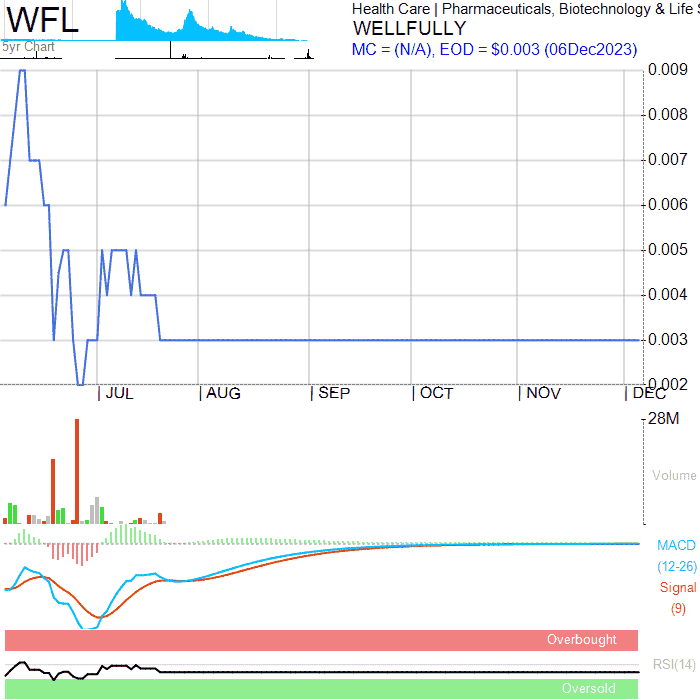 WFL
5yr Chart
Health Care | Pharmaceuticals, Biotechnology & Life S
WELLFULLY
MC = (N/A), EOD = $0.003 (06Dec2023)
0.009
0.008
0.007
0.006
0.005
0.004
0.003
0.002
JUL
AUG
SEP
OCT
NOV
DEC
28M
Volume
MACD
(12-26)
Signal
(9)
Overbought
RSI(14)
Oversold